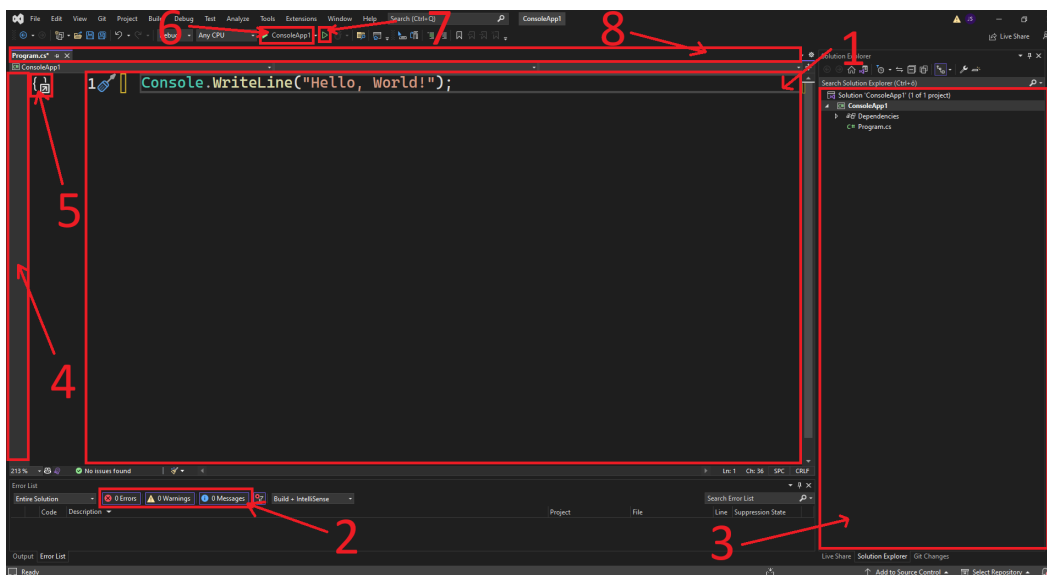 File Edit View Git Project Build Debug Test Analyze Tools Extensions Window Help Search (Ctrl+Q) ConsoleApp1 JS
Debug Any CPU ConsoleApp1 Live Share
6 7 8 1
Program.cs*
ConsoleApp1
1 Console.WriteLine("Hello, World!");
5
4
213 % No issues found Ln: 1 Ch: 36 SPC CRLF
Error List
Entire Solution 0 Errors 0 Warnings 0 Messages Build + IntelliSense Search Error List
Code Description Project File Line Suppression State
2
Output Error List
Ready Add to Source Control Select Repository
Solution Explorer
Search Solution Explorer (Ctrl+ó)
Solution 'ConsoleApp1' (1 of 1 project)
ConsoleApp1
Dependencies
C# Program.cs
3
Live Share Solution Explorer Git Changes